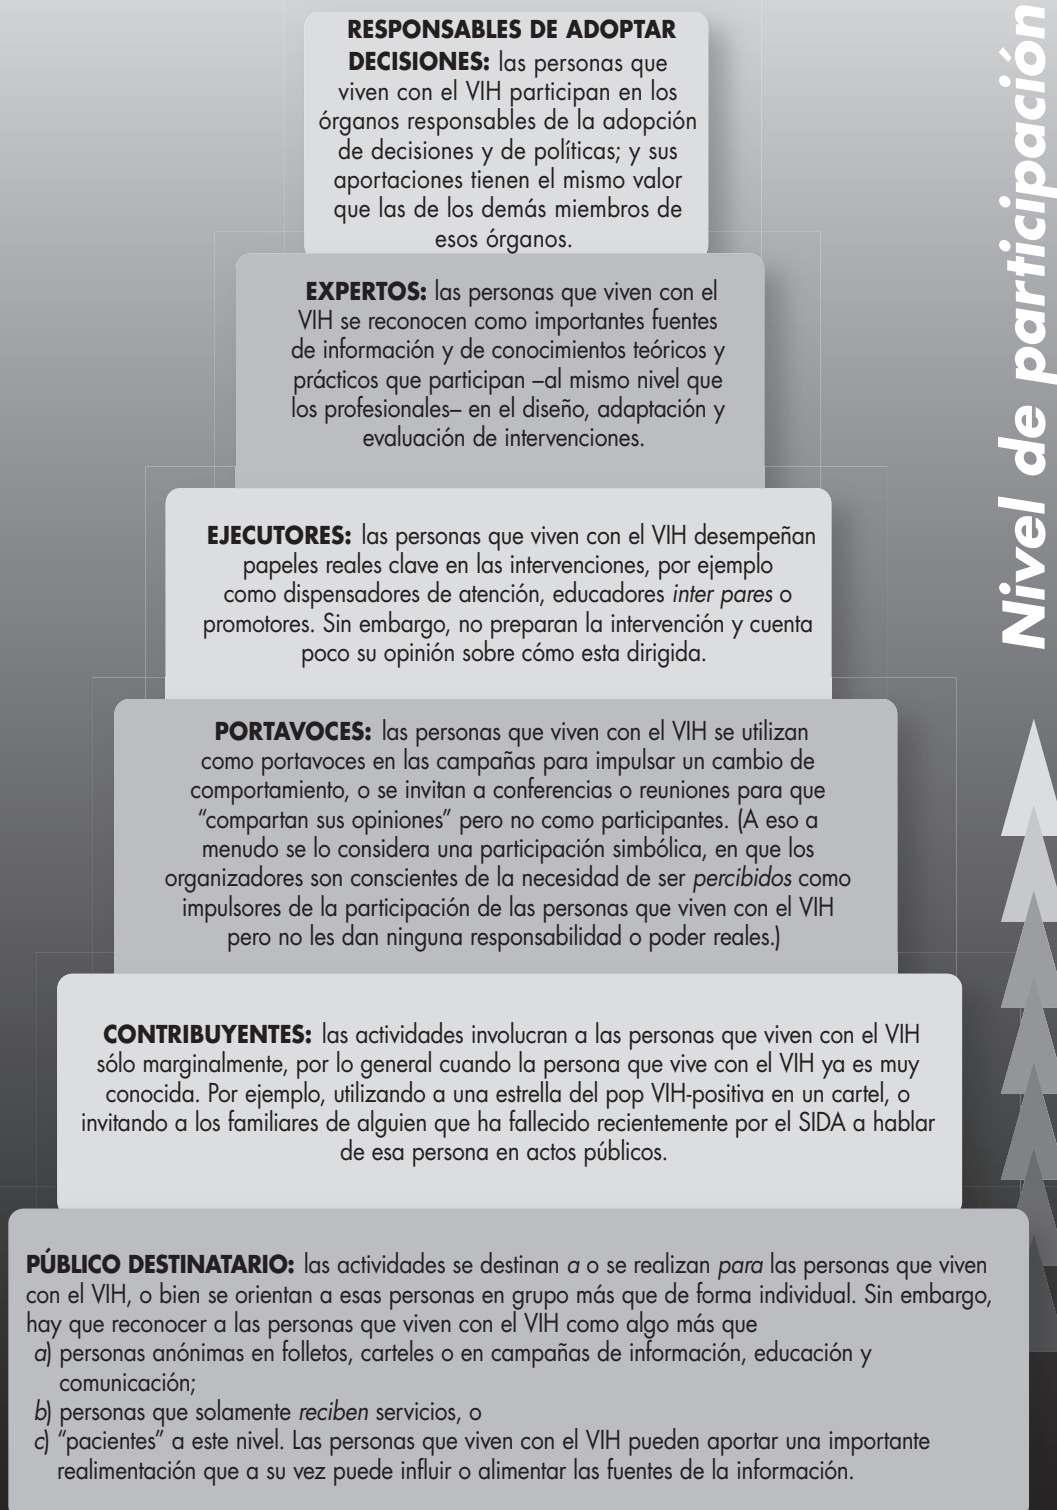 RESPONSABLES DE ADOPTAR
DECISIONES: las personas que
viven con el VIH participan en los
órganos responsables de la adopción
de decisiones y de políticas; y sus
aportaciones tienen el mismo valor
que las de los demás miembros de
esos órganos.
EXPERTOS: las personas que viven con el
VIH se reconocen como importantes fuentes
de información y de conocimientos teóricos y
prácticos que participan –al mismo nivel que
los profesionales– en el diseño, adaptación y
evaluación de intervenciones.
EJECUTORES: las personas que viven con el VIH desempeñan
papeles reales clave en las intervenciones, por ejemplo
como dispensadores de atención, educadores inter pares o
promotores. Sin embargo, no preparan la intervención y cuenta
poco su opinión sobre cómo esta dirigida.
PORTAVOCES: las personas que viven con el VIH se utilizan
como portavoces en las campañas para impulsar un cambio de
comportamiento, o se invitan a conferencias o reuniones para que
“compartan sus opiniones” pero no como participantes. (A eso a
menudo se lo considera una participación simbólica, en que los
organizadores son conscientes de la necesidad de ser percibidos como
impulsores de la participación de las personas que viven con el VIH
pero no les dan ninguna responsabilidad o poder reales.)
CONTRIBUYENTES: las actividades involucran a las personas que viven con el VIH
sólo marginalmente, por lo general cuando la persona que vive con el VIH ya es muy
conocida. Por ejemplo, utilizando a una estrella del pop VIH-positiva en un cartel, o
invitando a los familiares de alguien que ha fallecido recientemente por el SIDA a hablar
de esa persona en actos públicos.
PÚBLICO DESTINATARIO: las actividades se destinan a o se realizan para las personas que viven
con el VIH, o bien se orientan a esas personas en grupo más que de forma individual. Sin embargo,
hay que reconocer a las personas que viven con el VIH como algo más que
a) personas anónimas en folletos, carteles o en campañas de información, educación y
comunicación;
b) personas que solamente reciben servicios, o
c) “pacientes” a este nivel. Las personas que viven con el VIH pueden aportar una importante
realimentación que a su vez puede influir o alimentar las fuentes de la información.
Nivel de participación